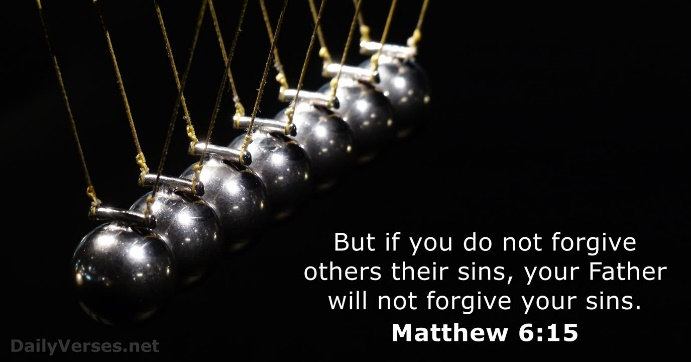 But if you do not forgive
others their sins, your Father
will not forgive your sins.
Matthew 6:15
DailyVerses.net